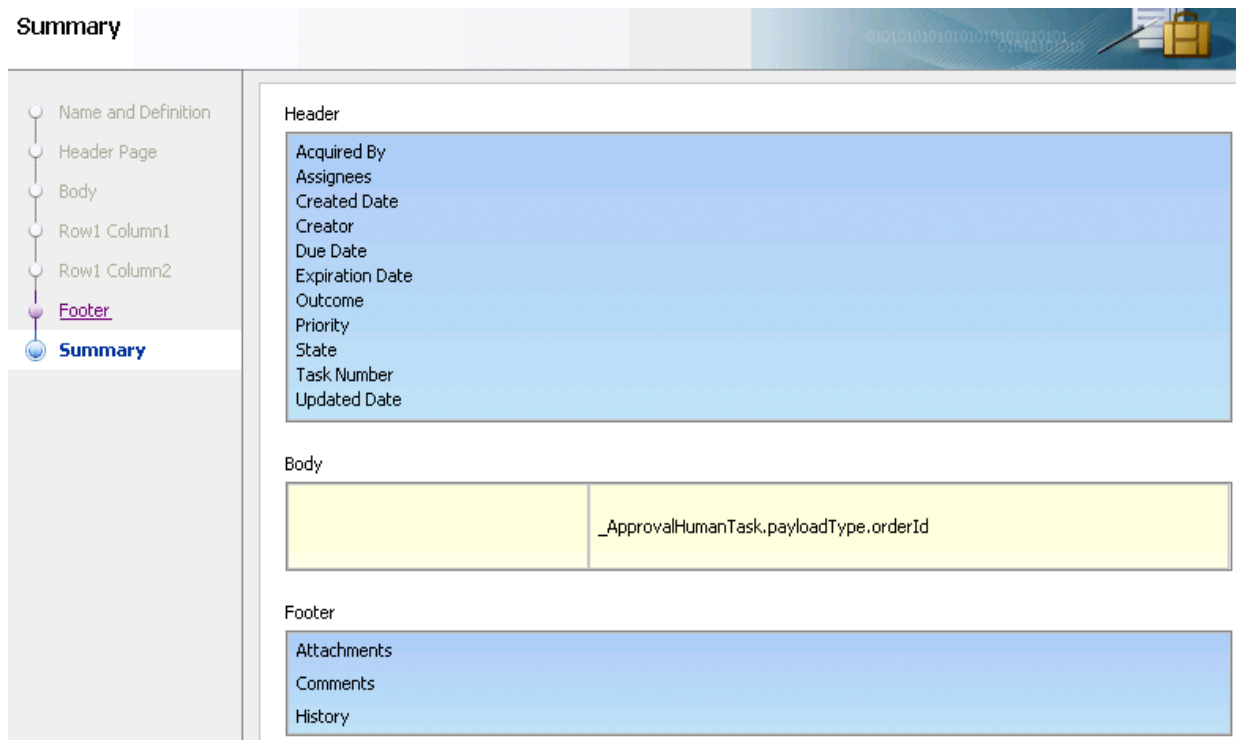 Summary
010101010101010101010101
01010101010
Name and Definition
Header Page
Body
Row1 Column1
Row1 Column2
Footer
Summary
Header
Acquired By
Assignees
Created Date
Creator
Due Date
Expiration Date
Outcome
Priority
State
Task Number
Updated Date
Body
_ApprovalHumanTask.payloadType.orderId
Footer
Attachments
Comments
History